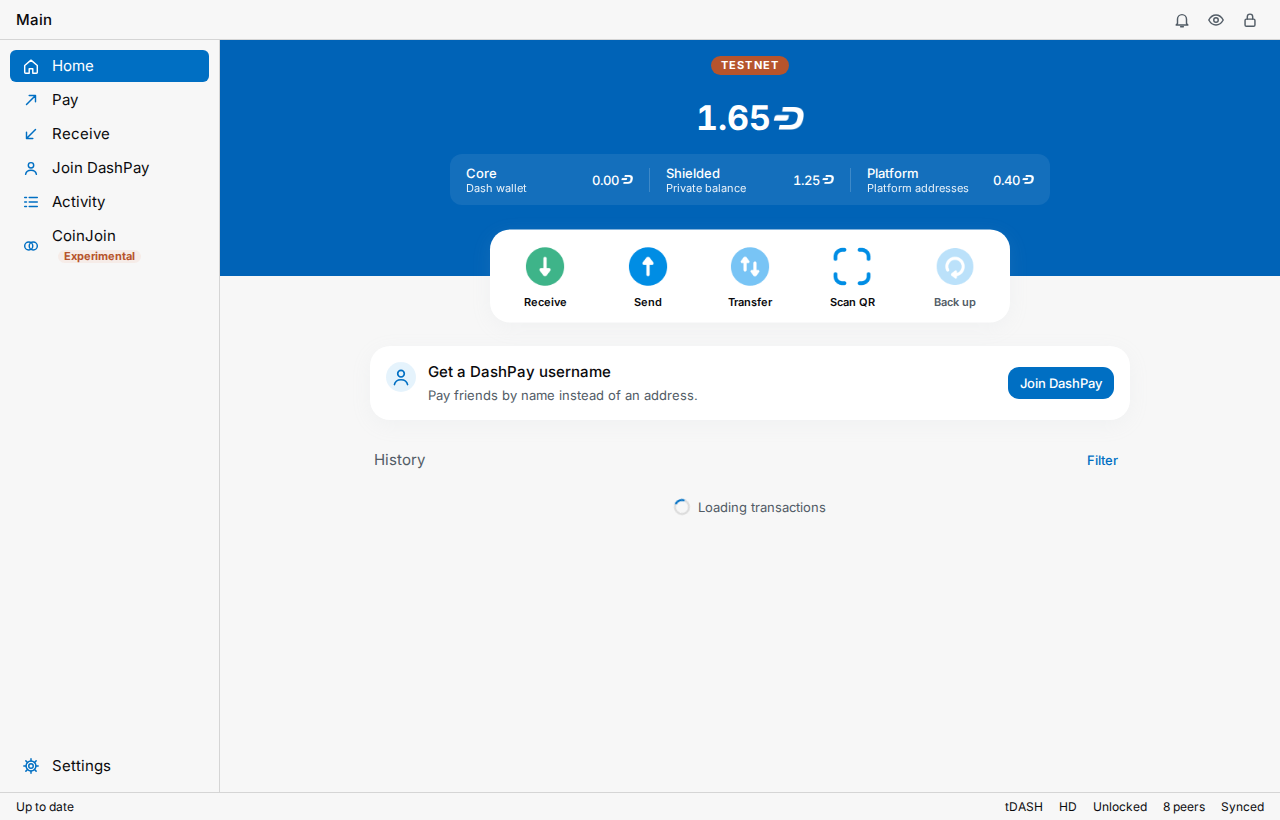 Main
Home
Pay
Receive
Join DashPay
Activity
CoinJoin
Experimental
Settings
TESTNET
1.65
Core
Dash wallet
0.00
Shielded
Private balance
1.25
Platform
Platform addresses
0.40
Receive
Send
Transfer
Scan QR
Back up
Get a DashPay username
Pay friends by name instead of an address.
Join DashPay
History
Filter
Loading transactions
Up to date
tDASH
HD
Unlocked
8 peers
Synced